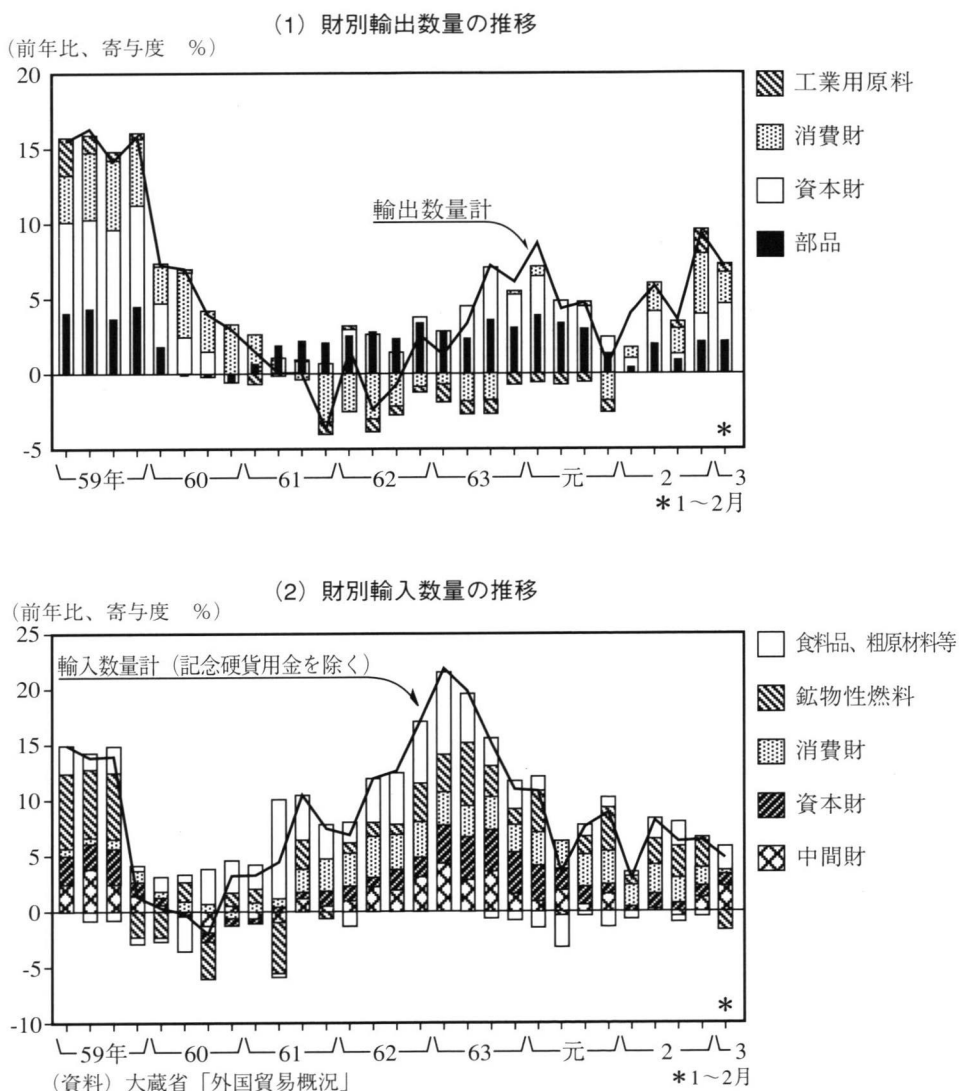 (1) 財別輸出数量の推移
(前年比、寄与度 %)
20
15
10
5
0
-5
輸出数量計
工業用原料
消費財
資本財
部品
*
59年 60 61 62 63 元 2 3
*1〜2月
(2) 財別輸入数量の推移
(前年比、寄与度 %)
25
20
15
10
5
0
-5
-10
輸入数量計(記念硬貨用金を除く)
食料品、粗原材料等
鉱物性燃料
消費財
資本財
中間財
*
59年 60 61 62 63 元 2 3
(資料)大蔵省「外国貿易概況」
*1〜2月